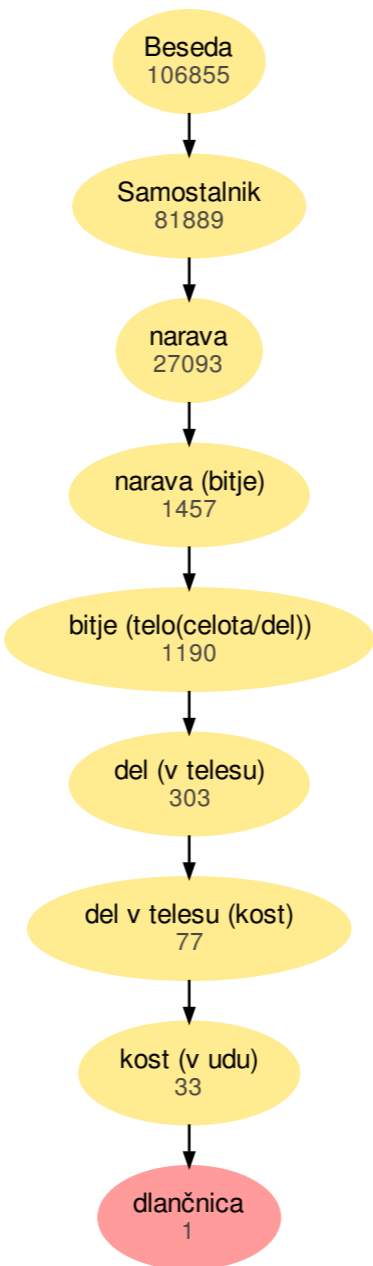 Beseda
106855
Samostalnik
81889
narava
27093
narava (bitje)
1457
bitje (telo(celota/del))
1190
del (v telesu)
303
del v telesu (kost)
77
kost (v udu)
33
dlančnica
1